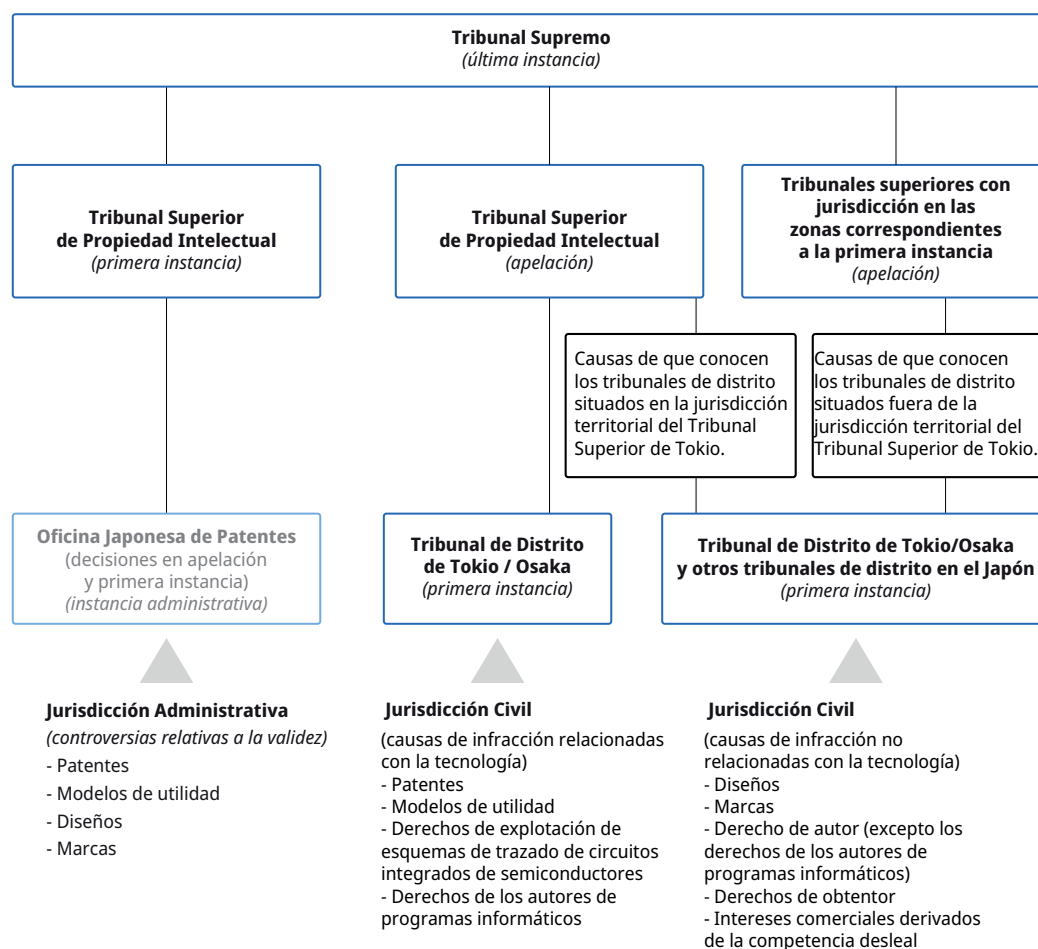 Tribunal Supremo
(última instancia)
Tribunal Superior
de Propiedad Intelectual
(primera instancia)
Tribunal Superior
de Propiedad Intelectual
(apelación)
Tribunales superiores con
jurisdicción en las
zonas correspondientes
a la primera instancia
(apelación)
Causas de que conocen
los tribunales de distrito
situados en la jurisdicción
territorial del Tribunal
Superior de Tokio.
Causas de que conocen
los tribunales de distrito
situados fuera de la
jurisdicción territorial del
Tribunal Superior de Tokio.
Oficina Japonesa de Patentes
(decisiones en apelación
y primera instancia)
(instancia administrativa)
Tribunal de Distrito
de Tokio / Osaka
(primera instancia)
Tribunal de Distrito de Tokio/Osaka
y otros tribunales de distrito en el Japón
(primera instancia)
Jurisdicción Administrativa
(controversias relativas a la validez)
- Patentes
- Modelos de utilidad
- Diseños
- Marcas
Jurisdicción Civil
(causas de infracción relacionadas
con la tecnología)
- Patentes
- Modelos de utilidad
- Derechos de explotación de
esquemas de trazado de circuitos
integrados de semiconductores
- Derechos de los autores de
programas informáticos
Jurisdicción Civil
(causas de infracción no
relacionadas con la tecnología)
- Diseños
- Marcas
- Derecho de autor (excepto los
derechos de los autores de
programas informáticos)
- Derechos de obtentor
- Intereses comerciales derivados
de la competencia desleal